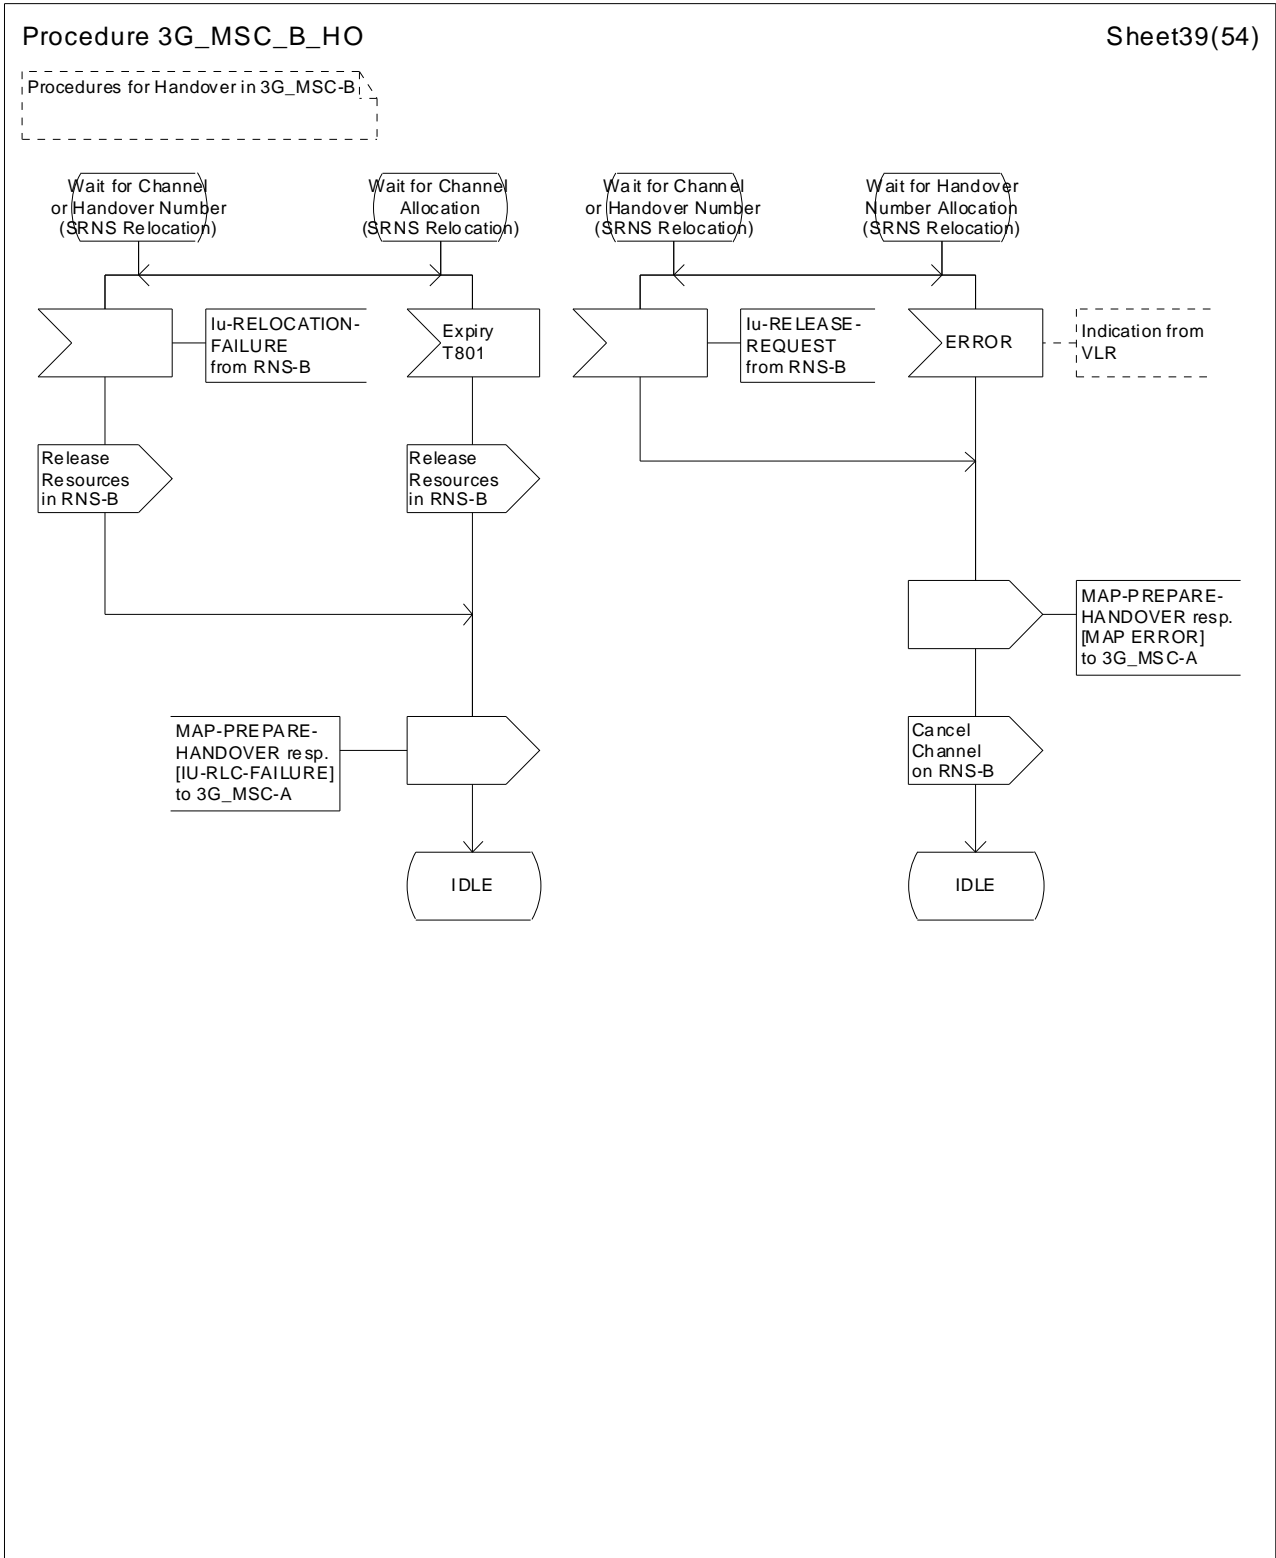 Procedure 3G_MSC_B_HO
Sheet39(54)
Procedures for Handover in 3G_MSC-B
Wait for Channel
or Handover Number
(SRNS Relocation)
Wait for Channel
Allocation
(SRNS Relocation)
Wait for Channel
or Handover Number
(SRNS Relocation)
Wait for Handover
Number Allocation
(SRNS Relocation)
Iu-RELOCATION-
FAILURE
from RNS-B
Expiry
T801
Iu-RELEASE-
REQUEST
from RNS-B
ERROR
Indication from
VLR
Release
Resources
in RNS-B
Release
Resources
in RNS-B
MAP-PREPARE-
HANDOVER resp.
[MAP ERROR]
to 3G_MSC-A
MAP-PREPARE-
HANDOVER resp.
[IU-RLC-FAILURE]
to 3G_MSC-A
Cancel
Channel
on RNS-B
IDLE
IDLE